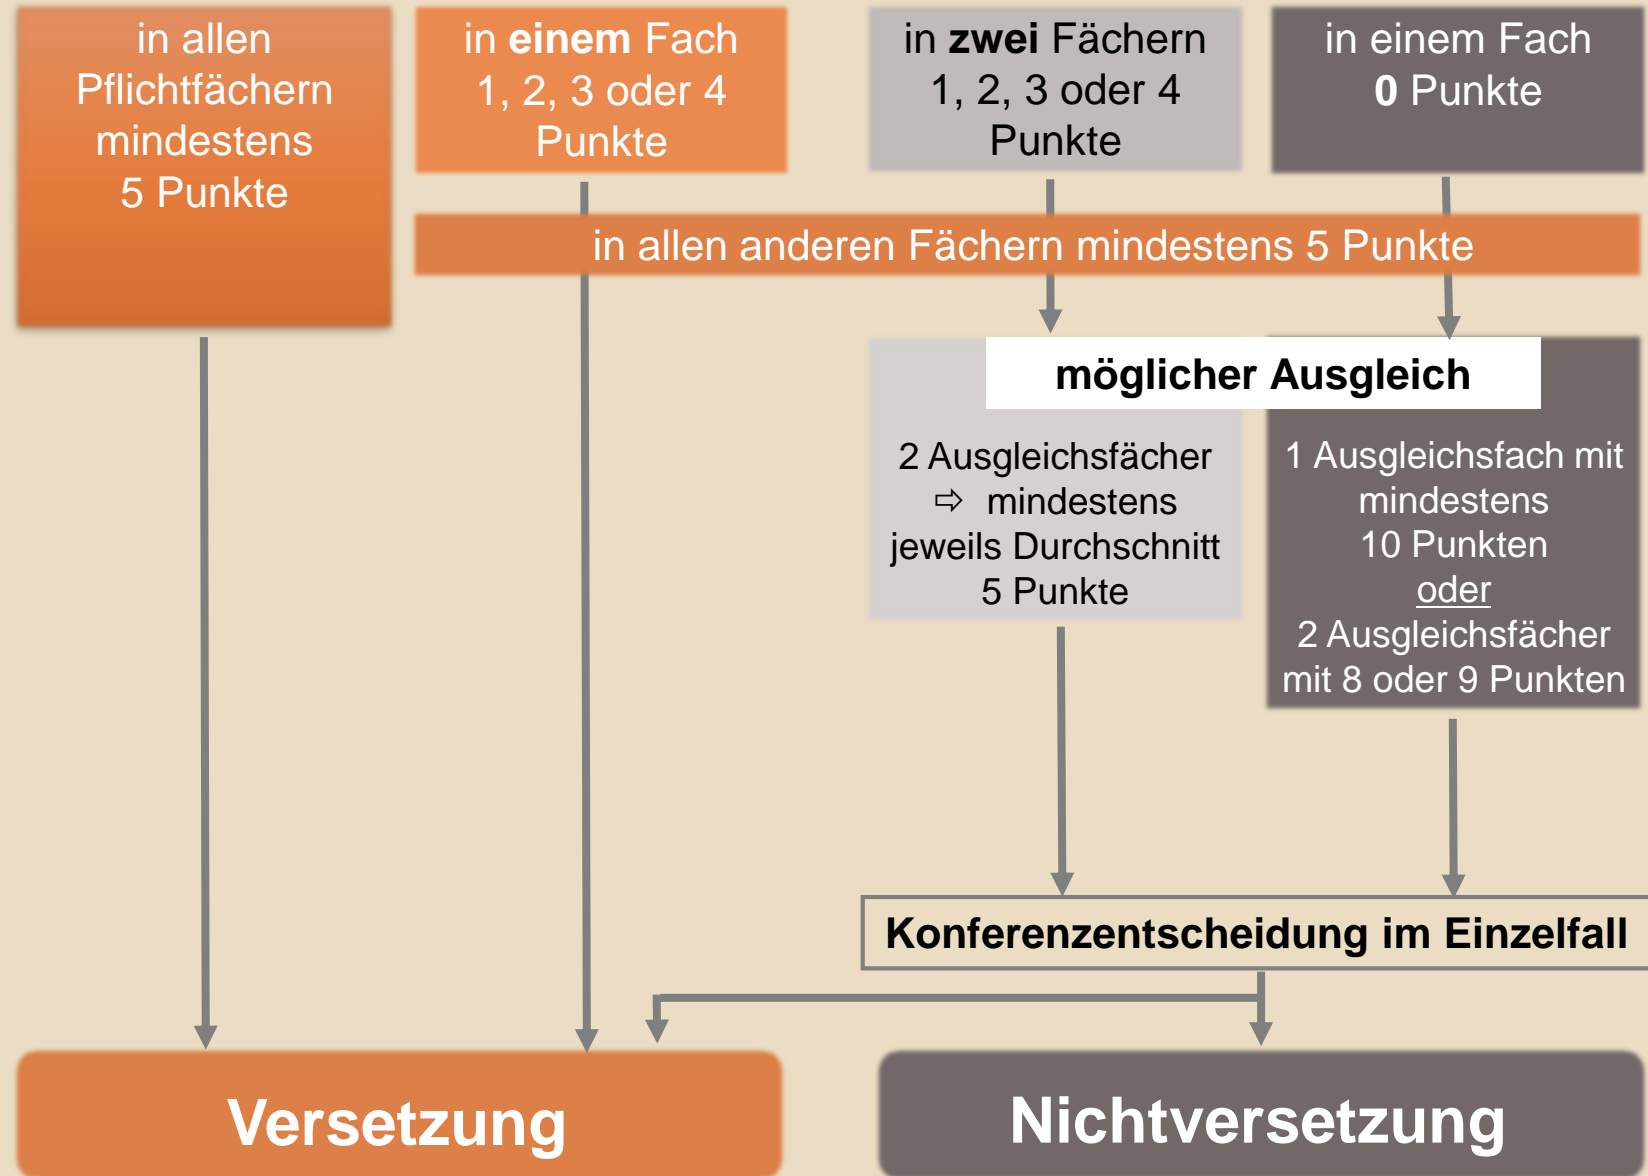 in allen
Pflichtfächern
mindestens
5 Punkte
in einem Fach
1, 2, 3 oder 4
Punkte
in zwei Fächern
1, 2, 3 oder 4
Punkte
in einem Fach
0 Punkte
in allen anderen Fächern mindestens 5 Punkte
möglicher Ausgleich
2 Ausgleichsfächer
⇨ mindestens
jeweils Durchschnitt
5 Punkte
1 Ausgleichsfach mit
mindestens
10 Punkten
oder
2 Ausgleichsfächer
mit 8 oder 9 Punkten
Konferenzentscheidung im Einzelfall
Versetzung
Nichtversetzung